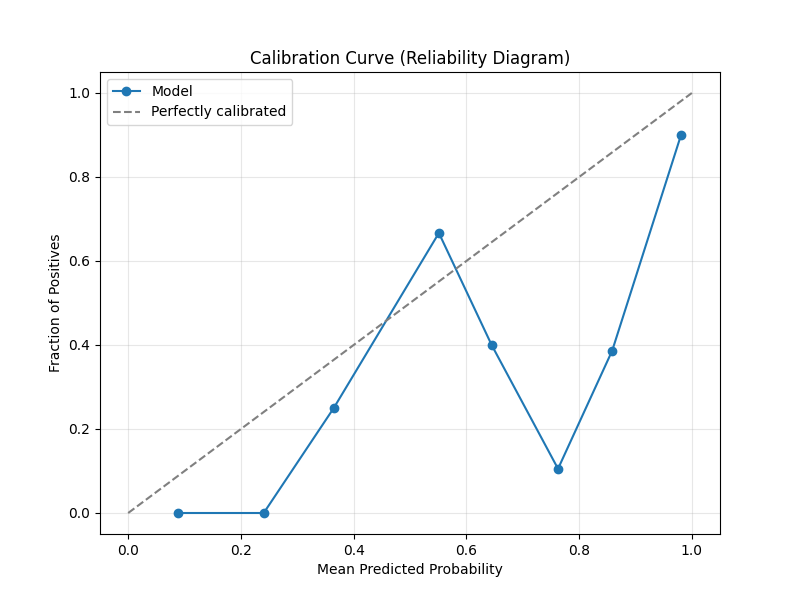 Calibration Curve (Reliability Diagram)
Model
Perfectly calibrated
1.0
0.8
0.6
0.4
0.2
0.0
Fraction of Positives
0.0 0.2 0.4 0.6 0.8 1.0
Mean Predicted Probability